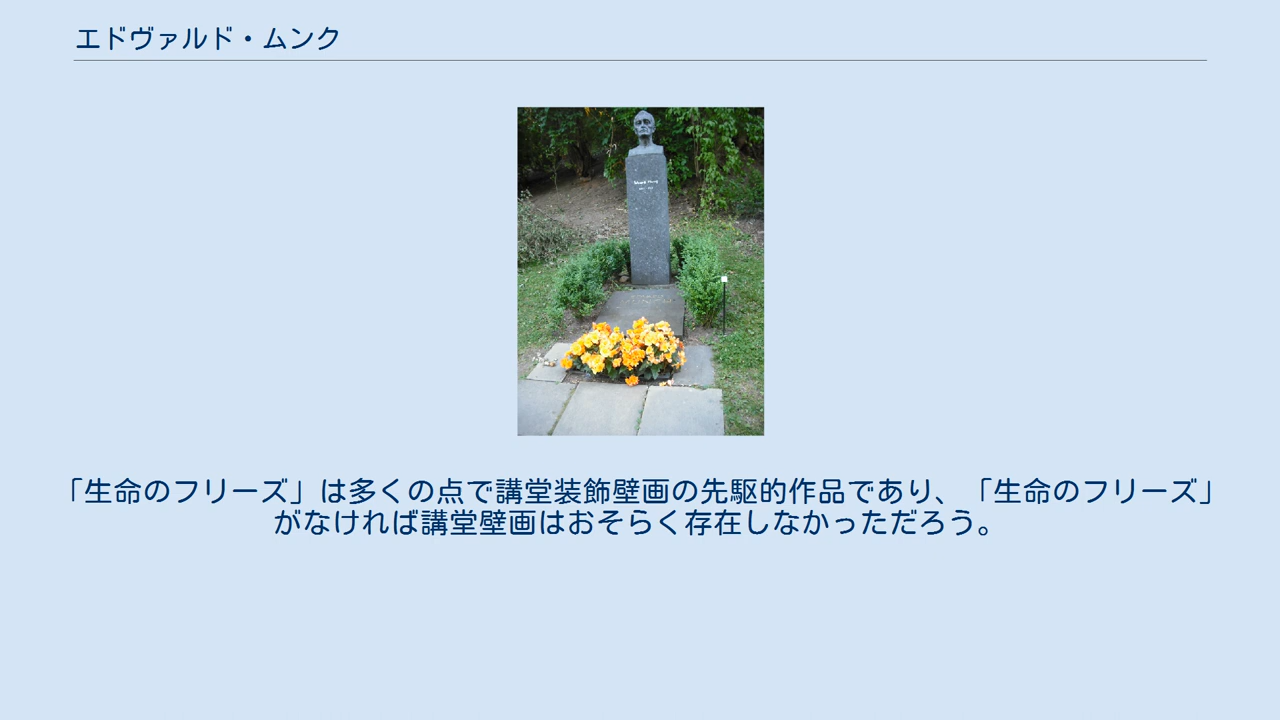 エドヴァルド・ムンク
Edvard Munch
「生命のフリーズ」は多くの点で講堂装飾壁画の先駆的作品であり、「生命のフリーズ」
がなければ講堂壁画はおそらく存在しなかっただろう。